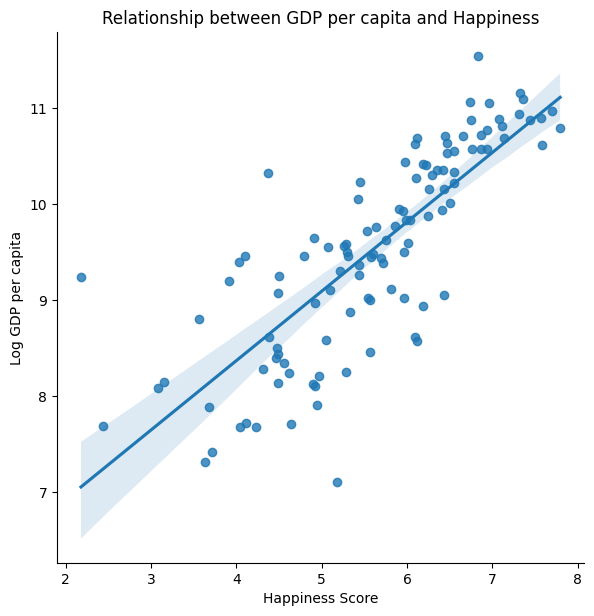 Relationship between GDP per capita and Happiness
Log GDP per capita
11
10
9
8
7
2 3 4 5 6 7 8
Happiness Score